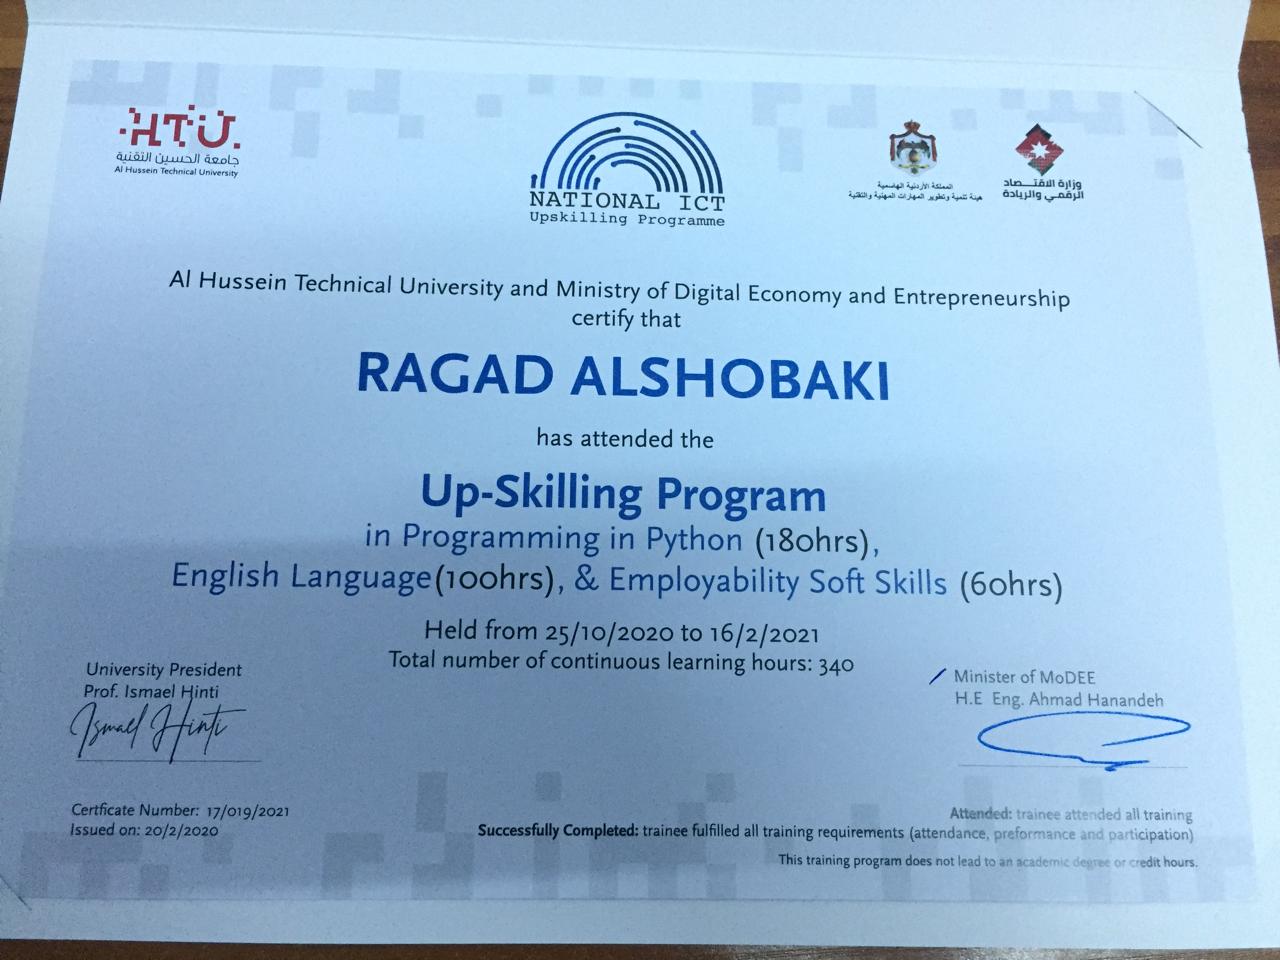 HTU
جامعة الحسين التقنية
Al Hussein Technical University
NATIONAL ICT
Upskilling Programme
المملكة الأردنية الهاشمية
هيئة تنمية وتطوير المهارات المهنية والتقنية
وزارة الاقتصاد
الرقمي والريادة
Al Hussein Technical University and Ministry of Digital Economy and Entrepreneurship
certify that
RAGAD ALSHOBAKI
has attended the
Up-Skilling Program
in Programming in Python (180hrs),
English Language(100hrs), & Employability Soft Skills (60hrs)
Held from 25/10/2020 to 16/2/2021
Total number of continuous learning hours: 340
University President
Prof. Ismael Hinti
Ismael Hinti
Minister of MoDEE
H.E Eng. Ahmad Hanandeh
Certficate Number: 17/019/2021
Issued on: 20/2/2020
Attended: trainee attended all training
Successfully Completed: trainee fulfilled all training requirements (attendance, preformance and participation)
This training program does not lead to an academic degree or credit hours.